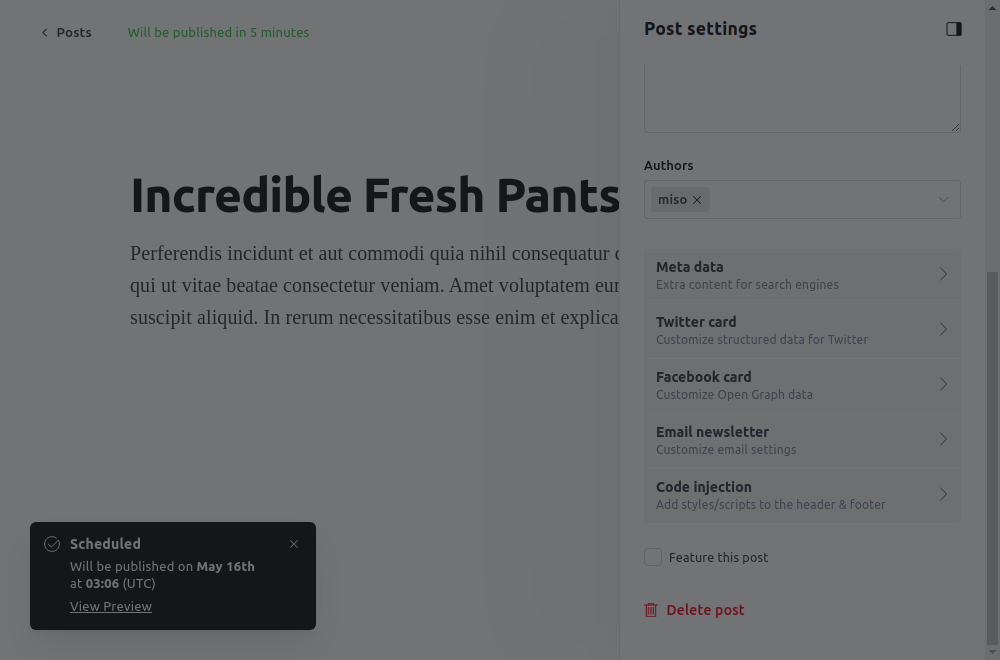 Posts
Will be published in 5 minutes
Post settings
Authors
miso
Incredible Fresh Pants
Perferendis incidunt et aut commodi quia nihil consequatur
qui ut vitae beatae consectetur veniam. Amet voluptatem
suscipit aliquid. In rerum necessitatibus esse enim et
Meta data
Extra content for search engines
Twitter card
Customize structured data for Twitter
Facebook card
Customize Open Graph data
Email newsletter
Customize email settings
Code injection
Add styles/scripts to the header & footer
Feature this post
Delete post
Scheduled
Will be published on May 16th
at 03:06 (UTC)
View Preview